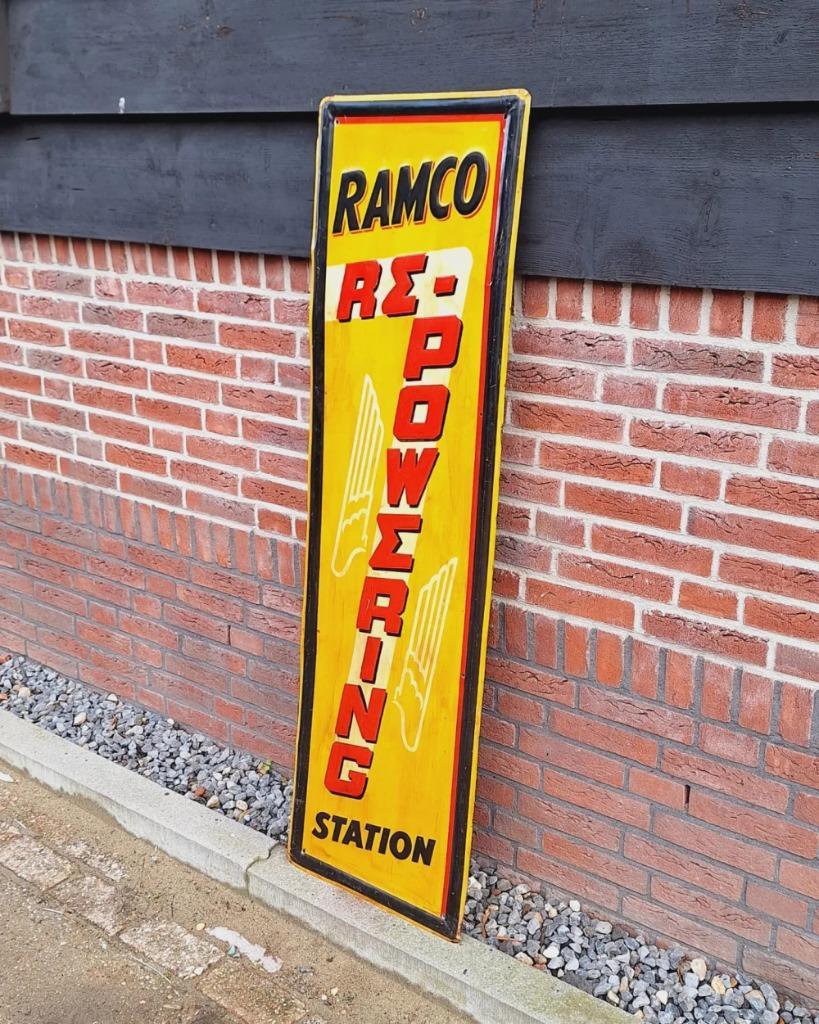 RAMCO
RE-
POWERING
STATION